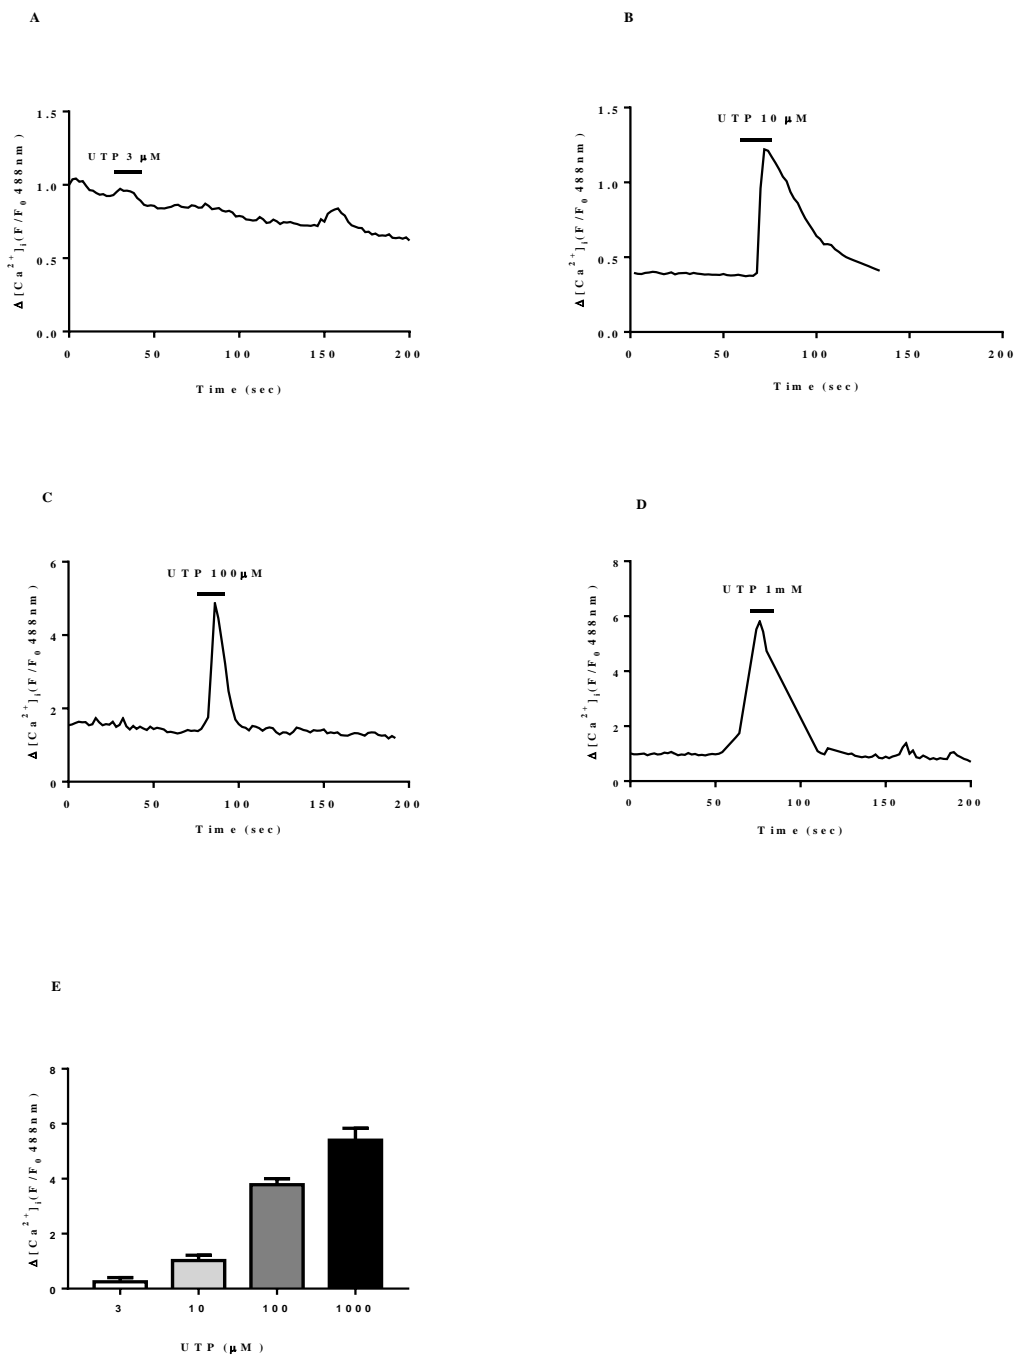 A
1.5
UTP 3 μM
1.0
0.5
0.0
Δ[Ca2+]i(F/F0 488nm)
0 50 100 150 200
Time (sec)
B
1.5
UTP 10 μM
1.0
0.5
0.0
Δ[Ca2+]i(F/F0 488nm)
0 50 100 150 200
Time (sec)
C
6
UTP 100μM
4
2
0
Δ[Ca2+]i(F/F0 488nm)
0 50 100 150 200
Time (sec)
D
8
UTP 1mM
6
4
2
0
Δ[Ca2+]i(F/F0 488nm)
0 50 100 150 200
Time (sec)
E
8
6
4
2
0
Δ[Ca2+]i(F/F0 488nm)
3 10 100 1000
UTP (μM)